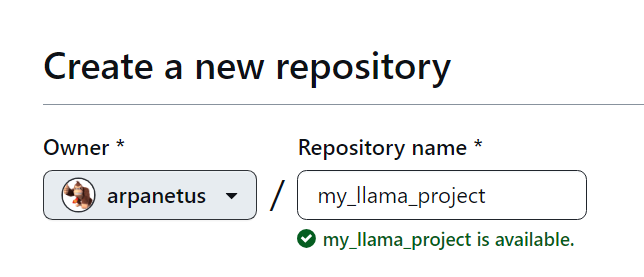 Create a new repository
Owner * Repository name *
arpanetus / my_llama_project
my_llama_project is available.